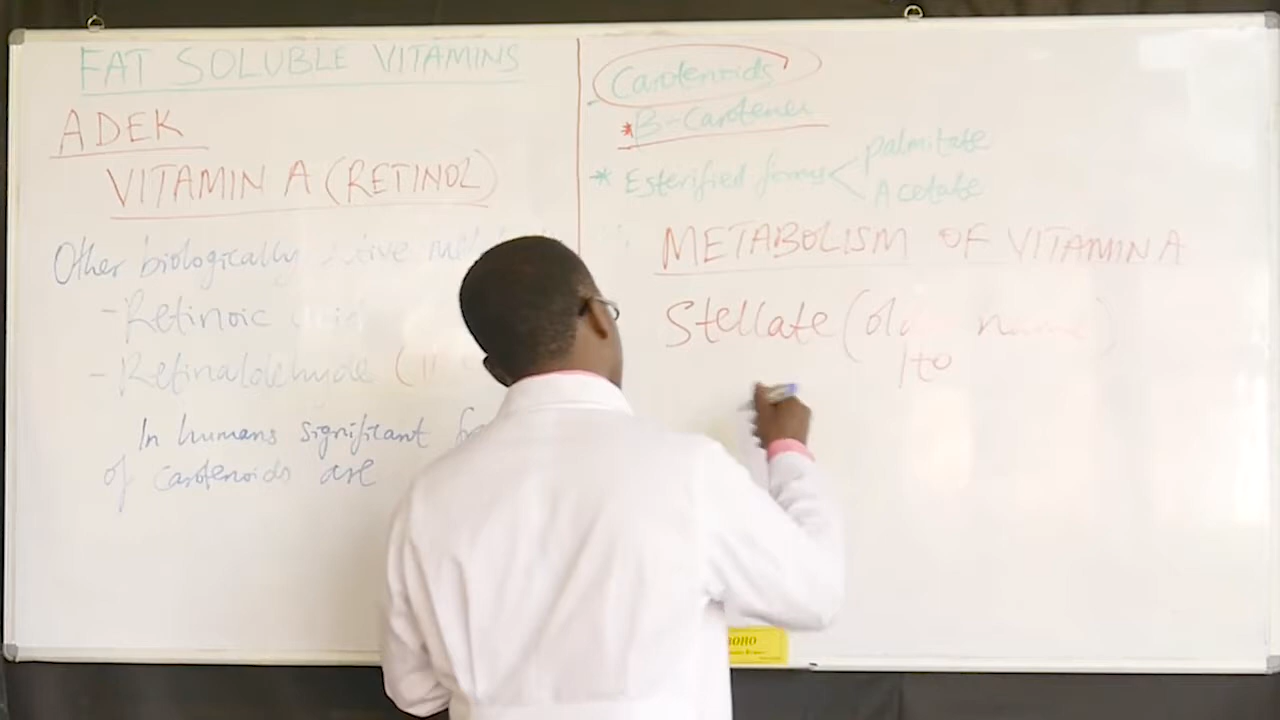 FAT SOLUBLE VITAMINS
ADEK
VITAMIN A (RETINOL)
Other biologically active
- Retinoic acid
- Retinaldehyde (11
In humans significant
of carotenoids are
Carotenoids
* B-Carotene
* Esterified forms < palmitate
Acetate
METABOLISM OF VITAMIN A
Stellate (old name)
Ito